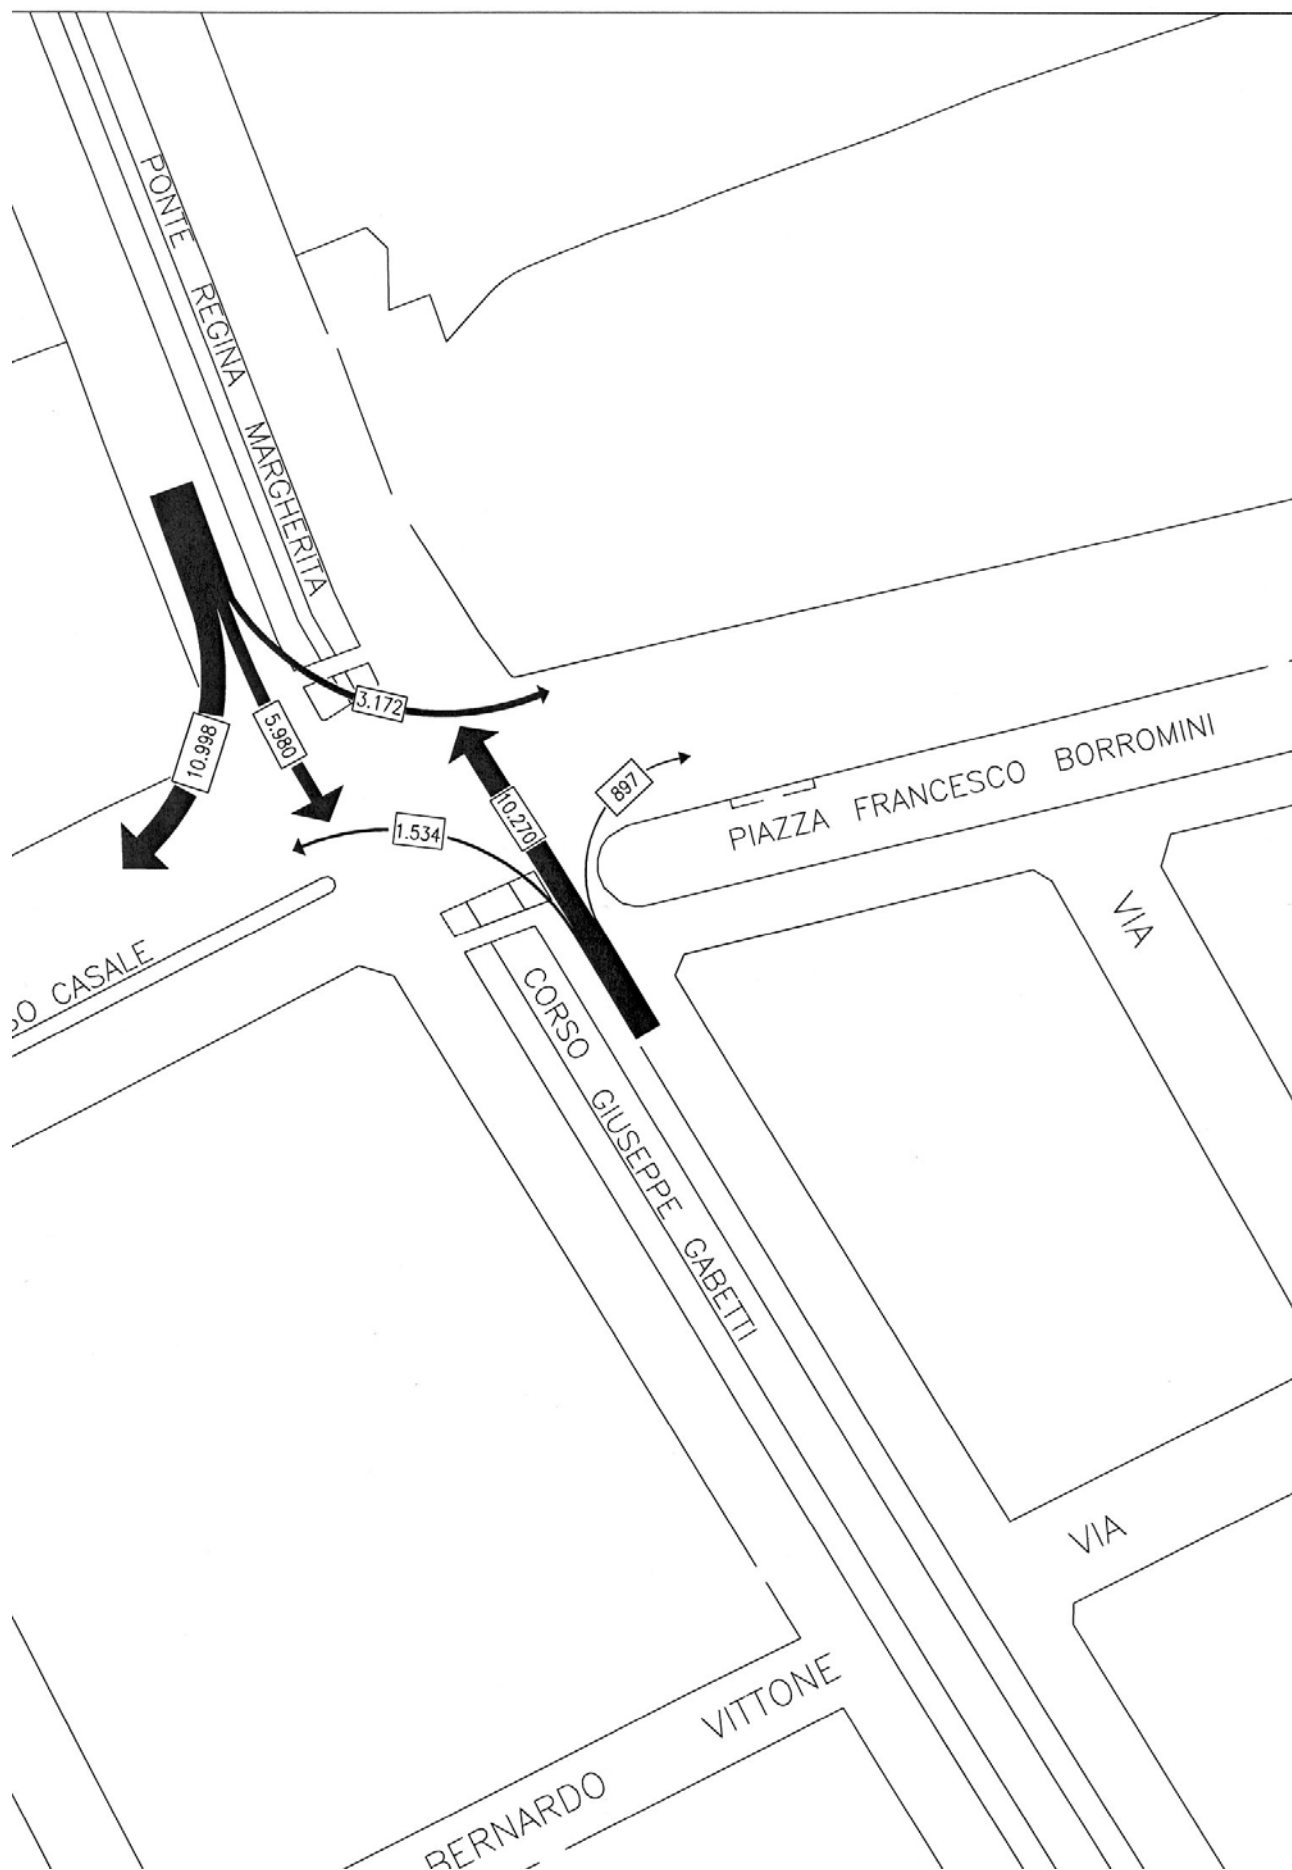 PONTE REGINA MARGHERITA
3.172
5.980
10.998
10.270
897
1.534
PIAZZA FRANCESCO BORROMINI
VIA
SO CASALE
CORSO GIUSEPPE GABETTI
VIA
BERNARDO VITTONE